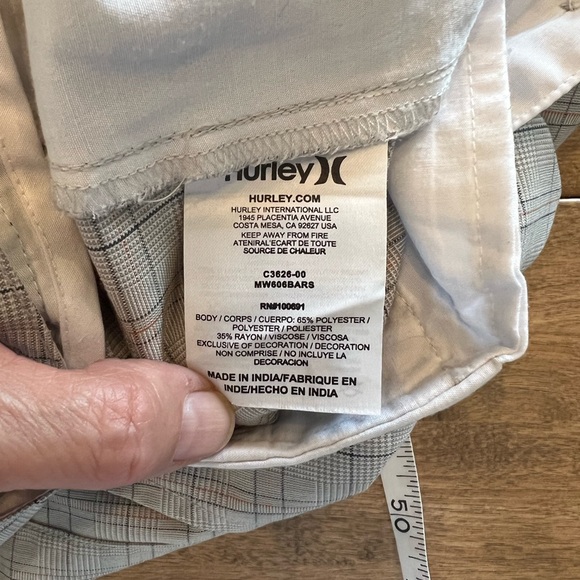 Hurley
HURLEY.COM
HURLEY INTERNATIONAL LLC
1945 PLACENTIA AVENUE
COSTA MESA, CA 92627 USA
KEEP AWAY FROM FIRE
ATENIRAL'ECART DE TOUTE
SOURCE DE CHALEUR
C3626-00
MW606BARS
RN#100691
BODY / CORPS / CUERPO: 65% POLYESTER /
POLYESTER / POLIESTER
35% RAYON / VISCOSE / VISCOSA
EXCLUSIVE OF DECORATION / DECORATION
NON COMPRISE / NO INCLUYE LA
DECORACION
MADE IN INDIA/FABRIQUE EN
INDE/HECHO EN INDIA
50